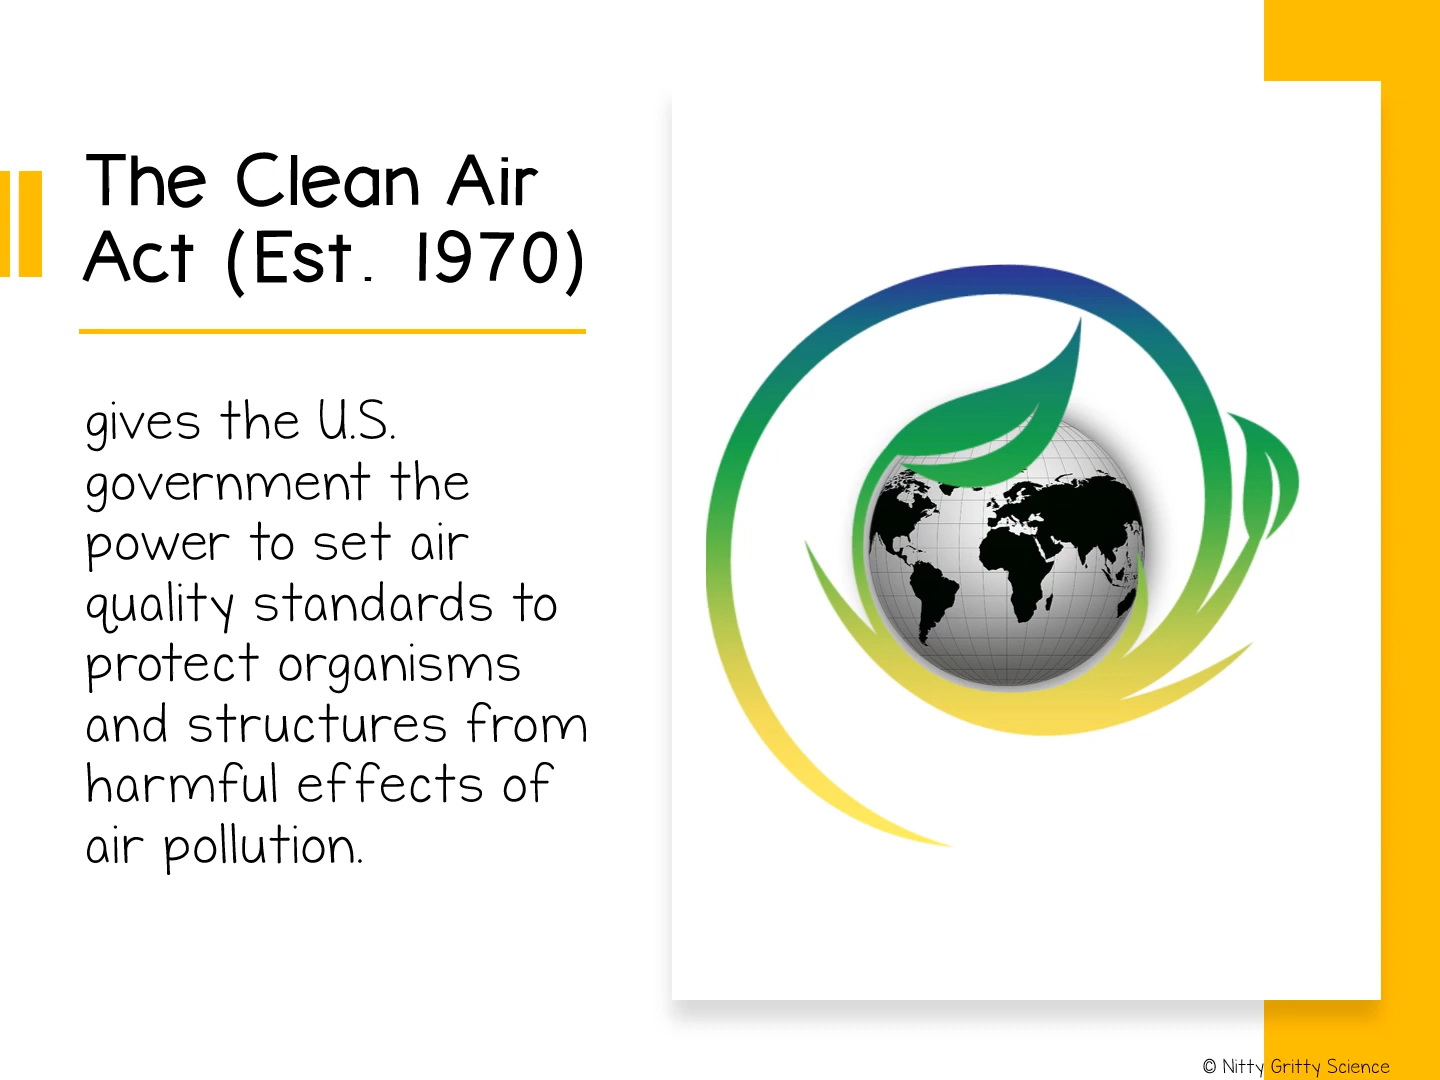 The Clean Air
Act (Est. 1970)
gives the U.S.
government the
power to set air
quality standards to
protect organisms
and structures from
harmful effects of
air pollution.
© Nitty Gritty Science